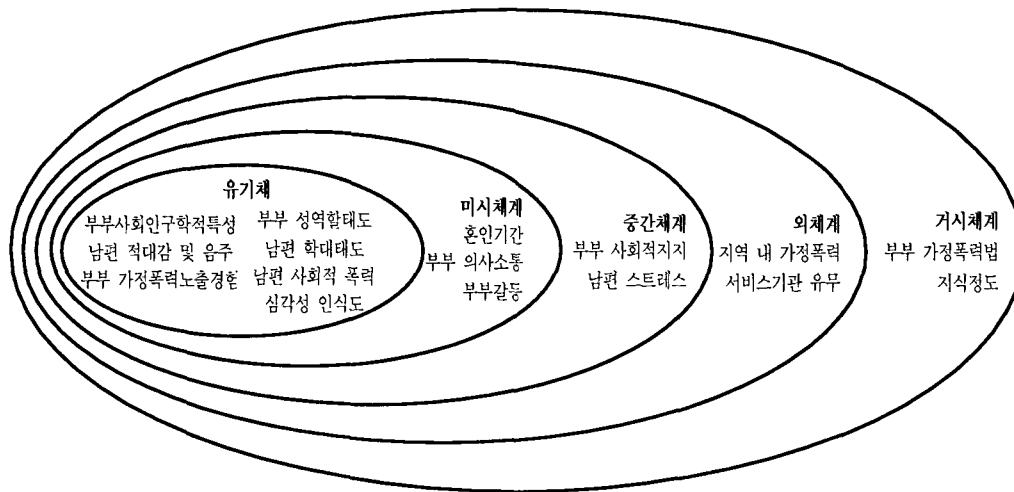 유기체
부부사회인구학적특성
남편 적대감 및 음주
부부 가정폭력노출경험
부부 성역할태도
남편 학대태도
남편 사회적 폭력
심각성 인식도
미시체계
혼인기간
부부 의사소통
부부갈등
중간체계
부부 사회적지지
남편 스트레스
외체계
지역 내 가정폭력
서비스기관 유무
거시체계
부부 가정폭력법
지식정도